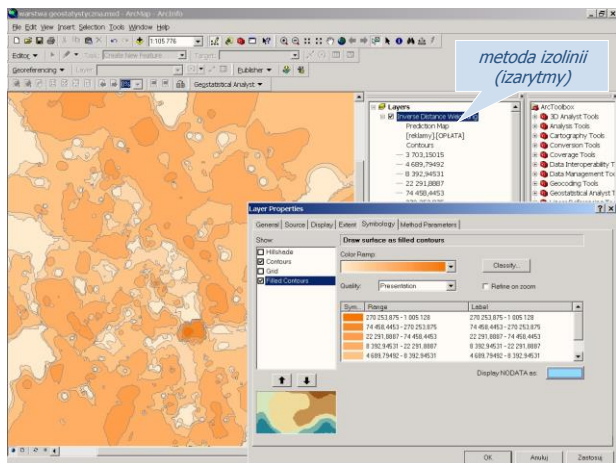 warstwa geostatystyczna.mxd - ArcMap - ArcInfo
File Edit View Insert Selection Tools Window Help
1:105 776
Editor Task: Create New Feature Target:
Georeferencing Layer: Publisher
Geostatistical Analyst
metoda izolinii
(izarytmy)
Layers
Inverse Distance Weighting
Prediction Map
[reklamy].[OPŁATA]
Contours
3 703,15015
4 689,79492
8 392,94531
22 291,8887
74 458,4453
ArcToolbox
3D Analyst Tools
Analysis Tools
Cartography Tools
Conversion Tools
Coverage Tools
Data Interoperability T
Data Management Too
Geocoding Tools
Geostatistical Analyst T
Layer Properties
General Source Display Extent Symbology Method Parameters
Show:
Hillshade
Contours
Grid
Filled Contours
Draw surface as filled contours
Color Ramp:
Classify...
Quality: Presentation Refine on zoom
Sym... Range Label
270 253,875 - 1 005 128 270 253,875 - 1 005 128
74 458,4453 - 270 253,875 74 458,4453 - 270 253,875
22 291,8887 - 74 458,4453 22 291,8887 - 74 458,4453
8 392,94531 - 22 291,8887 8 392,94531 - 22 291,8887
4 689,79492 - 8 392,94531 4 689,79492 - 8 392,94531
Display NODATA as:
OK Anuluj Zastosuj